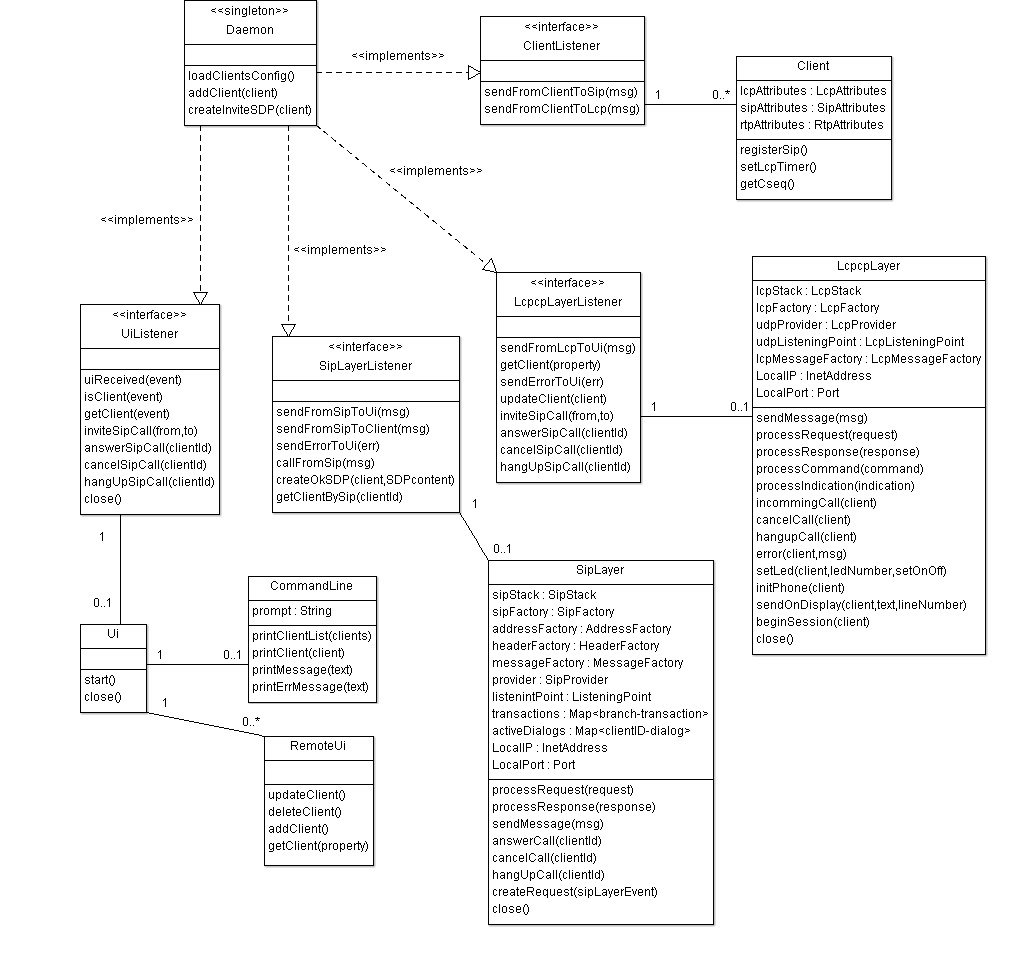 <<singleton>>
Daemon
loadClientsConfig()
addClient(client)
createInviteSDP(client)
<<implements>>
<<interface>>
ClientListener
sendFromClientToSip(msg)
sendFromClientToLcp(msg)
1
0..*
Client
lcpAttributes : LcpAttributes
sipAttributes : SipAttributes
rtpAttributes : RtpAttributes
registerSip()
setLcpTimer()
getCseq()
<<implements>>
<<implements>>
<<implements>>
<<interface>>
UiListener
uiReceived(event)
isClient(event)
getClient(event)
inviteSipCall(from,to)
answerSipCall(clientId)
cancelSipCall(clientId)
hangUpSipCall(clientId)
close()
<<interface>>
SipLayerListener
sendFromSipToUi(msg)
sendFromSipToClient(msg)
sendErrorToUi(err)
callFromSip(msg)
createOkSDP(client,SDPcontent)
getClientBySip(clientId)
<<interface>>
LcpcpLayerListener
sendFromLcpToUi(msg)
getClient(property)
sendErrorToUi(err)
updateClient(client)
inviteSipCall(from,to)
answerSipCall(clientId)
cancelSipCall(clientId)
hangUpSipCall(clientId)
1
0..1
LcpcpLayer
lcpStack : LcpStack
lcpFactory : LcpFactory
udpProvider : LcpProvider
udpListeningPoint : LcpListeningPoint
lcpMessageFactory : LcpMessageFactory
LocalIP : InetAddress
LocalPort : Port
sendMessage(msg)
processRequest(request)
processResponse(response)
processCommand(command)
processIndication(indication)
incommingCall(client)
cancelCall(client)
hangupCall(client)
error(client,msg)
setLed(client,ledNumber,setOnOff)
initPhone(client)
sendOnDisplay(client,text,lineNumber)
beginSession(client)
close()
1
0..1
1
0..1
Ui
start()
close()
1
0..1
CommandLine
prompt : String
printClientList(clients)
printClient(client)
printMessage(text)
printErrMessage(text)
1
0..*
RemoteUi
updateClient()
deleteClient()
addClient()
getClient(property)
SipLayer
sipStack : SipStack
sipFactory : SipFactory
addressFactory : AddressFactory
headerFactory : HeaderFactory
messageFactory : MessageFactory
provider : SipProvider
listenintPoint : ListeningPoint
transactions : Map<branch-transaction>
activeDialogs : Map<clientID-dialog>
LocalIP : InetAddress
LocalPort : Port
processRequest(request)
processResponse(response)
sendMessage(msg)
answerCall(clientId)
cancelCall(clientId)
hangUpCall(clientId)
createRequest(sipLayerEvent)
close()